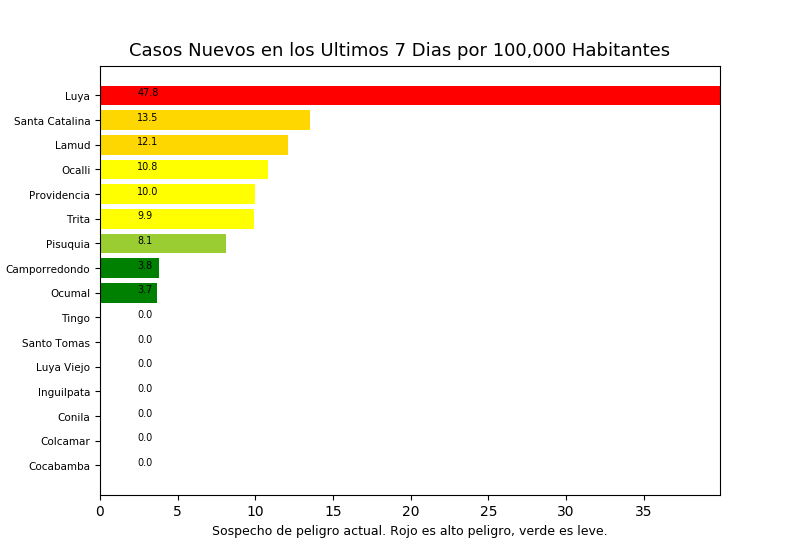 Casos Nuevos en los Ultimos 7 Dias por 100,000 Habitantes
Luya 47.8
Santa Catalina 13.5
Lamud 12.1
Ocalli 10.8
Providencia 10.0
Trita 9.9
Pisuquia 8.1
Camporredondo 3.8
Ocumal 3.7
Tingo 0.0
Santo Tomas 0.0
Luya Viejo 0.0
Inguilpata 0.0
Conila 0.0
Colcamar 0.0
Cocabamba 0.0
0 5 10 15 20 25 30 35
Sospecho de peligro actual. Rojo es alto peligro, verde es leve.